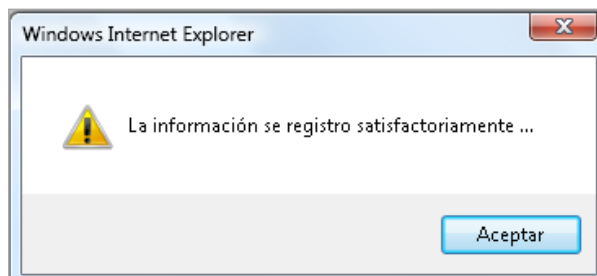 Windows Internet Explorer
La información se registro satisfactoriamente ...
Aceptar